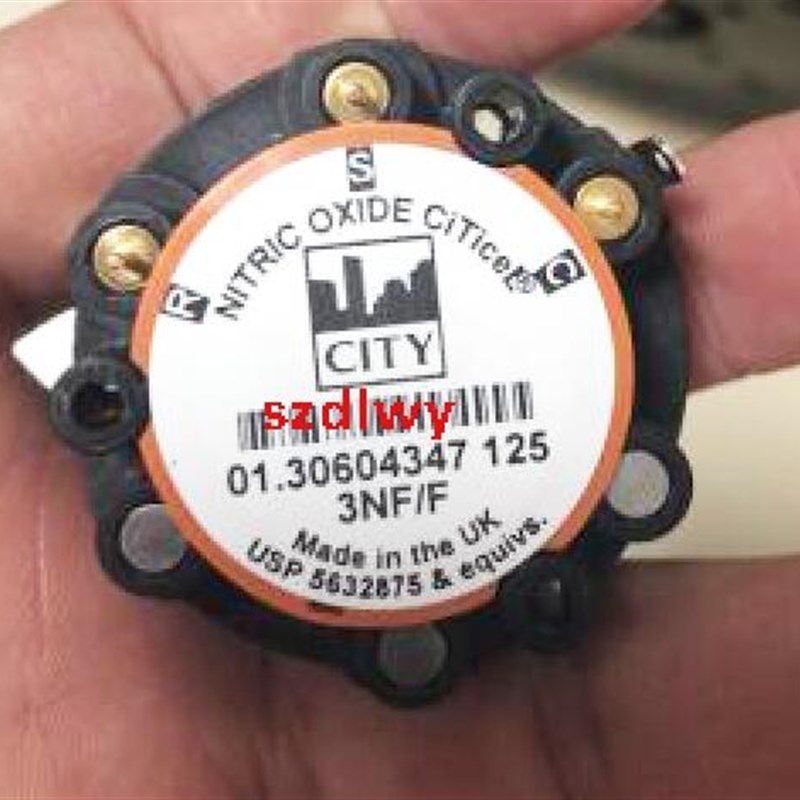 S
NITRIC OXIDE CiTiceL®
R
C
CITY
szdlwy
01.30604347 125
3NF/F
Made in the UK
USP 5632875 & equivs.